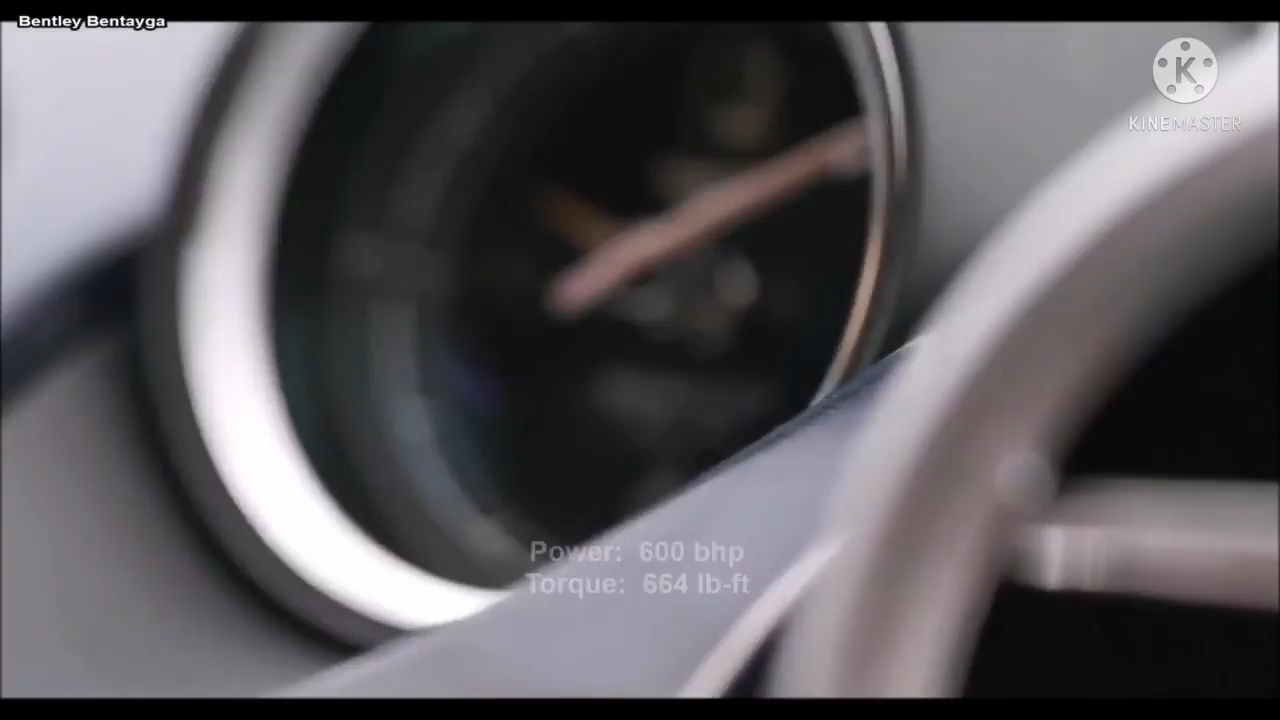 Bentley Bentayga
K
KINEMASTER
Power: 600 bhp
Torque: 664 lb-ft